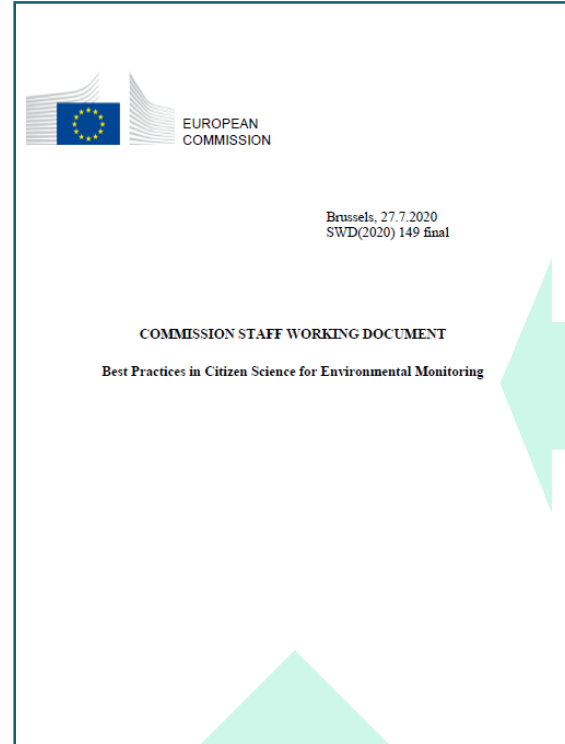 EUROPEAN
COMMISSION
Brussels, 27.7.2020
SWD(2020) 149 final
COMMISSION STAFF WORKING DOCUMENT
Best Practices in Citizen Science for Environmental Monitoring